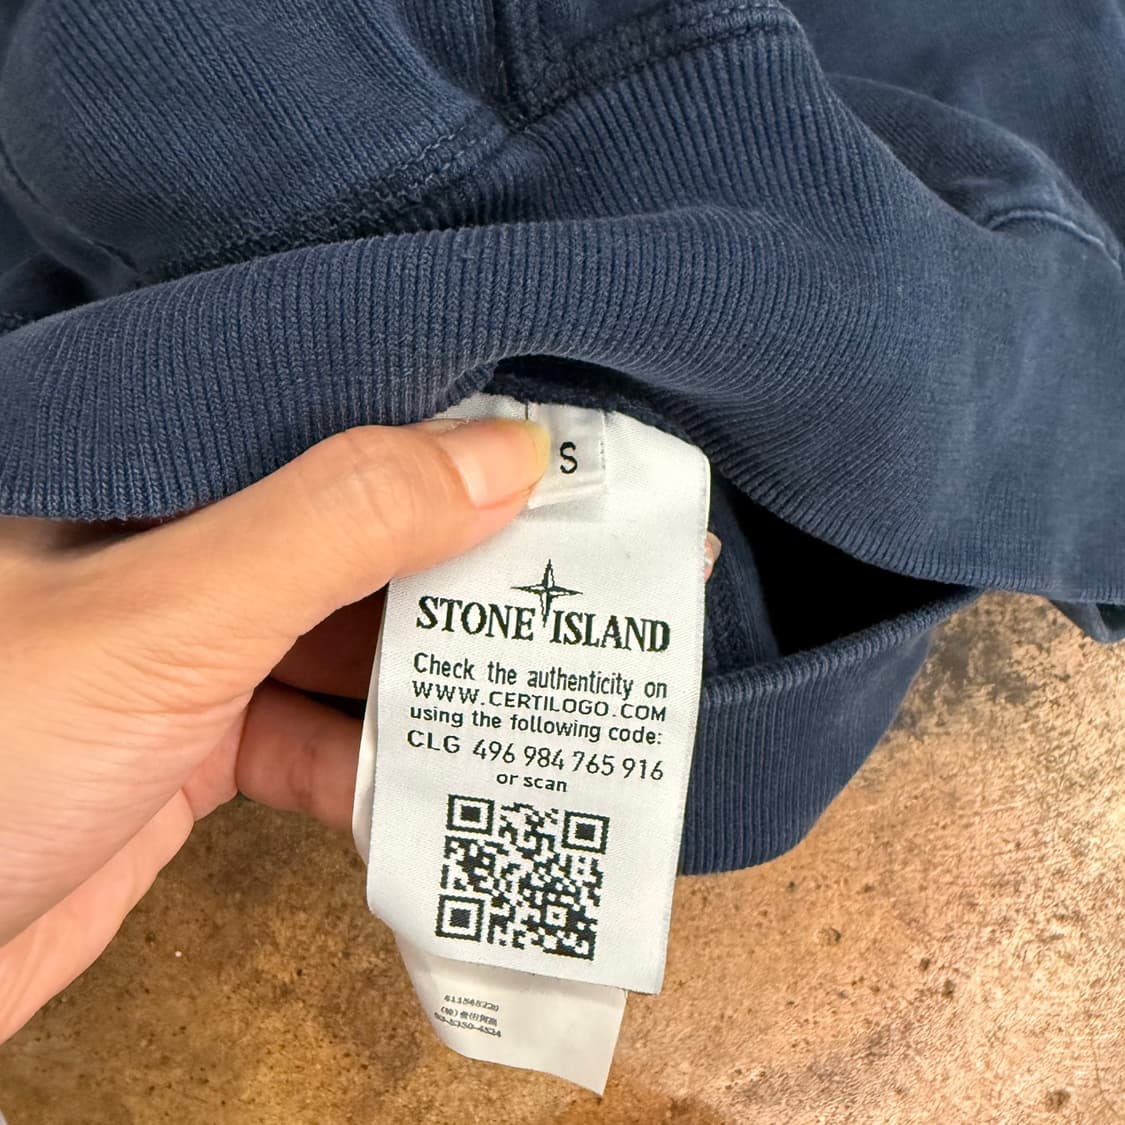 S
STONE ISLAND
Check the authenticity on
WWW.CERTILOGO.COM
using the following code:
CLG 496 984 765 916
or scan